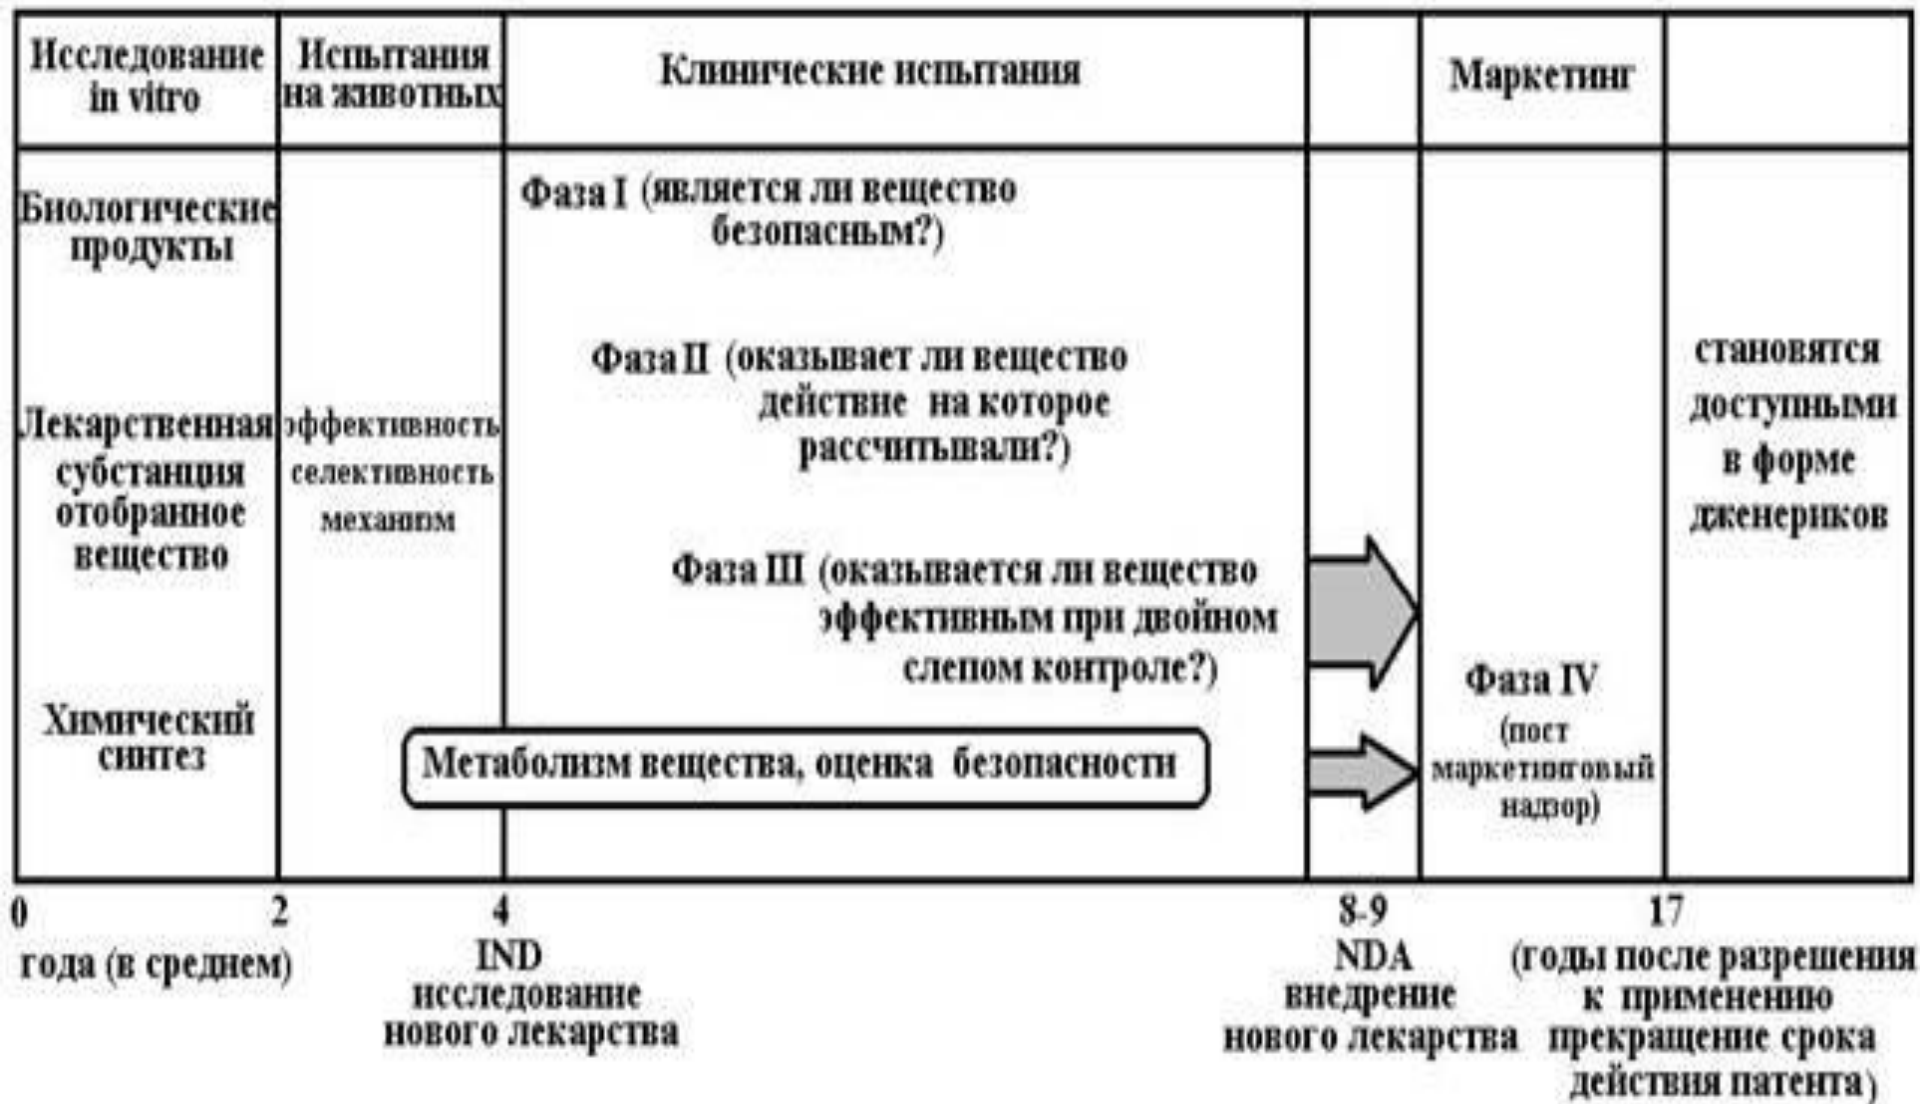 Исследование
in vitro
Испытания
на животных
Клинические испытания
Маркетинг
Биологические
продукты
Лекарственная
субстанция
отобранное
вещество
Химический
синтез
эффективность
селективность
механизм
Фаза I (является ли вещество
безопасным?)
Фаза II (оказывает ли вещество
действие на которое
рассчитывали?)
Фаза III (оказывается ли вещество
эффективным при двойном
слепом контроле?)
Метаболизм вещества, оценка безопасности
Фаза IV
(пост
маркетинговый
надзор)
становятся
доступными
в форме
дженериков
0
2
4
8-9
17
года (в среднем)
IND
исследование
нового лекарства
NDA
внедрение
нового лекарства
(годы после разрешения
к применению
прекращение срока
действия патента)